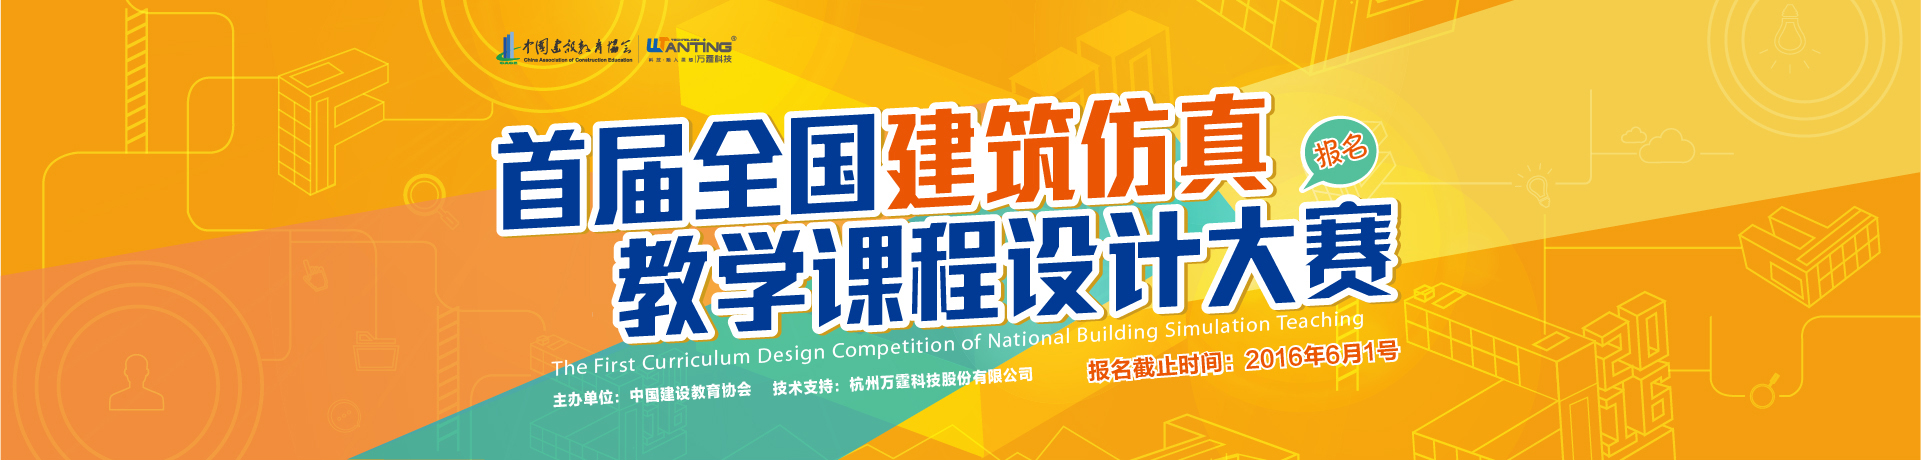 中国建设教育协会
China Association of Construction Education
TECHNOLOGY
WANTING®
万霆科技
首届全国建筑仿真
报名
教学课程设计大赛
The First Curriculum Design Competition of National Building Simulation Teaching
主办单位：中国建设教育协会 技术支持：杭州万霆科技股份有限公司
报名截止时间：2016年6月1号